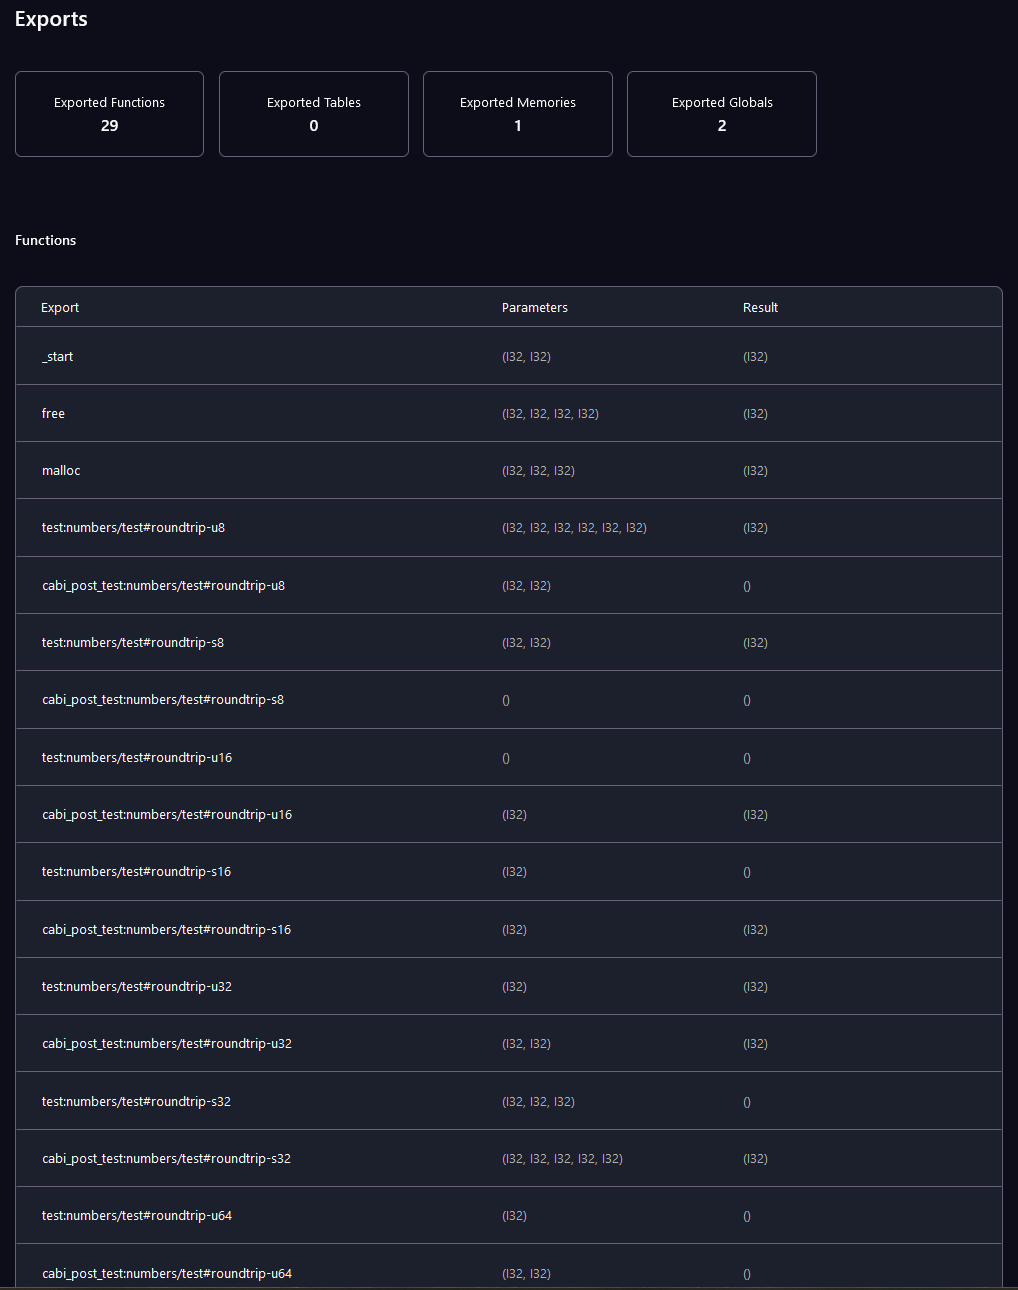 Exports
Exported Functions
29
Exported Tables
0
Exported Memories
1
Exported Globals
2
Functions
Export Parameters Result
_start (I32, I32) (I32)
free (I32, I32, I32, I32) (I32)
malloc (I32, I32, I32) (I32)
test:numbers/test#roundtrip-u8 (I32, I32, I32, I32, I32, I32) (I32)
cabi_post_test:numbers/test#roundtrip-u8 (I32, I32) ()
test:numbers/test#roundtrip-s8 (I32, I32) (I32)
cabi_post_test:numbers/test#roundtrip-s8 () ()
test:numbers/test#roundtrip-u16 () ()
cabi_post_test:numbers/test#roundtrip-u16 (I32) (I32)
test:numbers/test#roundtrip-s16 (I32) ()
cabi_post_test:numbers/test#roundtrip-s16 (I32) (I32)
test:numbers/test#roundtrip-u32 (I32) (I32)
cabi_post_test:numbers/test#roundtrip-u32 (I32, I32) (I32)
test:numbers/test#roundtrip-s32 (I32, I32, I32) ()
cabi_post_test:numbers/test#roundtrip-s32 (I32, I32, I32, I32, I32) (I32)
test:numbers/test#roundtrip-u64 (I32) ()
cabi_post_test:numbers/test#roundtrip-u64 (I32, I32) ()